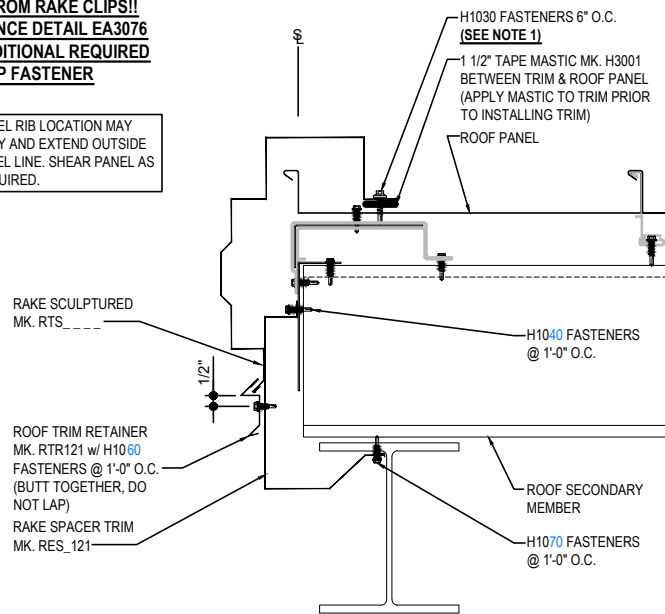 ROM RAKE CLIPS!!
NCE DETAIL EA3076
DITIONAL REQUIRED
P FASTENER
EL RIB LOCATION MAY
Y AND EXTEND OUTSIDE
EL LINE. SHEAR PANEL AS
UIRED.
H1030 FASTENERS 6" O.C.
(SEE NOTE 1)
1 1/2" TAPE MASTIC MK. H3001
BETWEEN TRIM & ROOF PANEL
(APPLY MASTIC TO TRIM PRIOR
TO INSTALLING TRIM)
ROOF PANEL
RAKE SCULPTURED
MK. RTS_ _ _ _
1/2"
H1040 FASTENERS
@ 1'-0" O.C.
ROOF TRIM RETAINER
MK. RTR121 w/ H1060
FASTENERS @ 1'-0" O.C.
(BUTT TOGETHER, DO
NOT LAP)
RAKE SPACER TRIM
MK. RES_121
ROOF SECONDARY
MEMBER
H1070 FASTENERS
@ 1'-0" O.C.